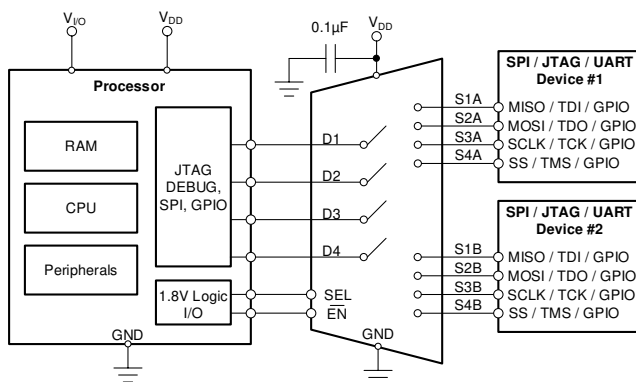 VI/O
VDD
Processor
RAM
CPU
Peripherals
JTAG
DEBUG,
SPI, GPIO
1.8V Logic
I/O
GND
0.1µF
VDD
D1
D2
D3
D4
SEL
EN
GND
S1A
S2A
S3A
S4A
S1B
S2B
S3B
S4B
SPI / JTAG / UART
Device #1
MISO / TDI / GPIO
MOSI / TDO / GPIO
SCLK / TCK / GPIO
SS / TMS / GPIO
SPI / JTAG / UART
Device #2
MISO / TDI / GPIO
MOSI / TDO / GPIO
SCLK / TCK / GPIO
SS / TMS / GPIO